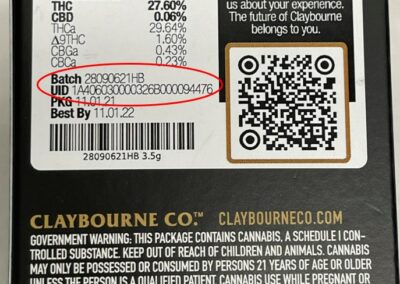 THC 27.60%
CBD 0.06%
THCa 29.64%
Δ9THC 1.60%
CBGa 0.43%
CBCa 0.23%
Batch 28090621HB
UID 1A406030000326B000094476
PKG 11.01.21
Best By 11.01.22
28090621HB 3.5g
us about your experience.
The future of Claybourne
belongs to you.
CLAYBOURNE CO.™ CLAYBOURNECO.COM
GOVERNMENT WARNING: THIS PACKAGE CONTAINS CANNABIS, A SCHEDULE I CON-
TROLLED SUBSTANCE. KEEP OUT OF REACH OF CHILDREN AND ANIMALS. CANNABIS
MAY ONLY BE POSSESSED OR CONSUMED BY PERSONS 21 YEARS OF AGE OR OLDER
UNLESS THE PERSON IS A QUALIFIED PATIENT. CANNABIS USE WHILE PREGNANT OR